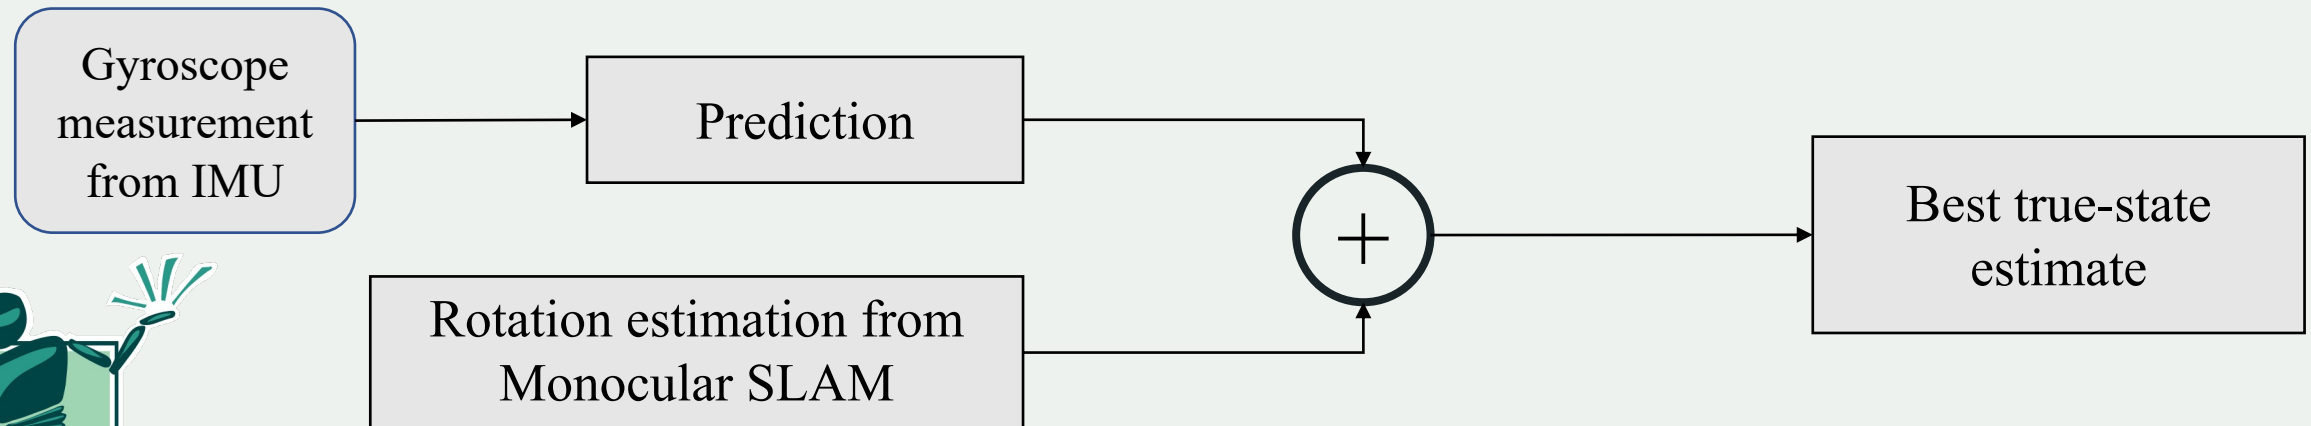 Gyroscope
measurement
from IMU
Prediction
+
Best true-state
estimate
Rotation estimation from
Monocular SLAM